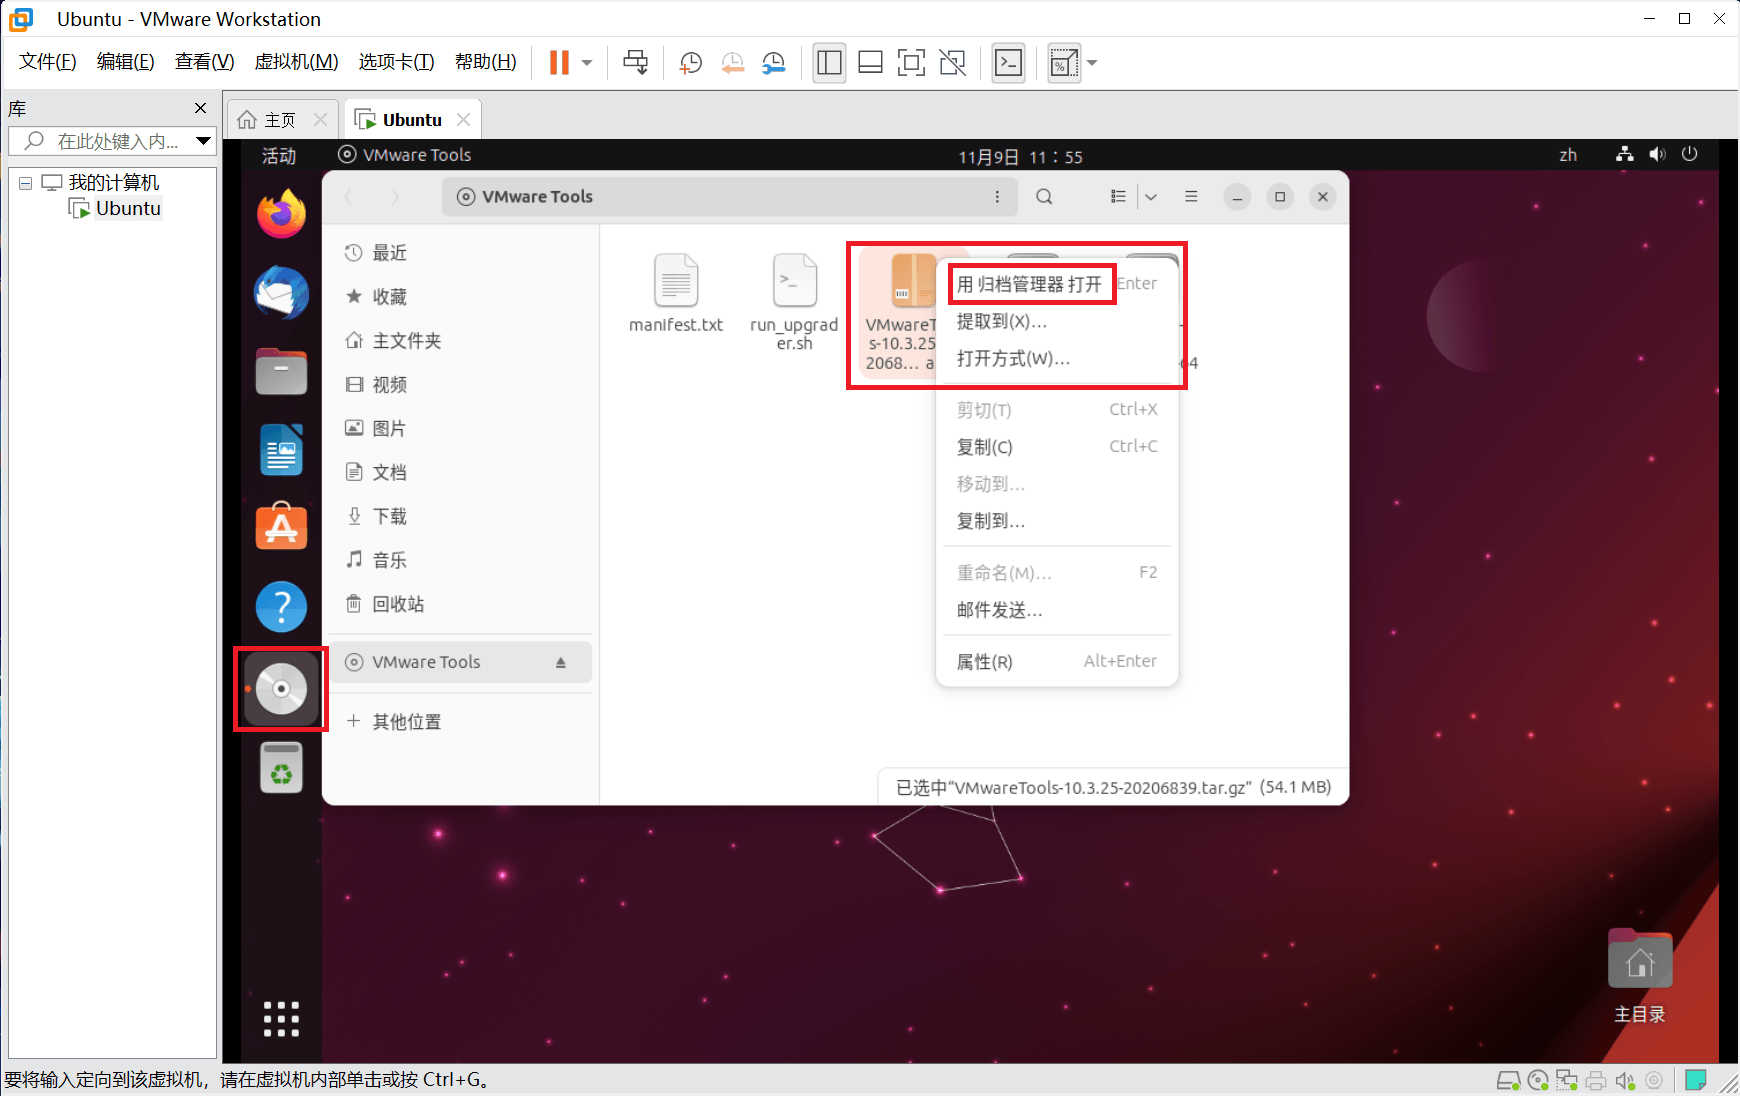 Ubuntu - VMware Workstation
文件(F) 编辑(E) 查看(V) 虚拟机(M) 选项卡(T) 帮助(H)
库
在此处键入内...
我的计算机
Ubuntu
主页
Ubuntu
活动 VMware Tools 11月9日 11：55 zh
VMware Tools
最近
收藏
主文件夹
视频
图片
文档
下载
音乐
回收站
VMware Tools
其他位置
manifest.txt
run_upgrad
er.sh
VMwareT
s-10.3.25
2068... a
64
用 归档管理器 打开 Enter
提取到(X)...
打开方式(W)...
剪切(T) Ctrl+X
复制(C) Ctrl+C
移动到...
复制到...
重命名(M)... F2
邮件发送...
属性(R) Alt+Enter
已选中“VMwareTools-10.3.25-20206839.tar.gz” (54.1 MB)
主目录
要将输入定向到该虚拟机，请在虚拟机内部单击或按 Ctrl+G。